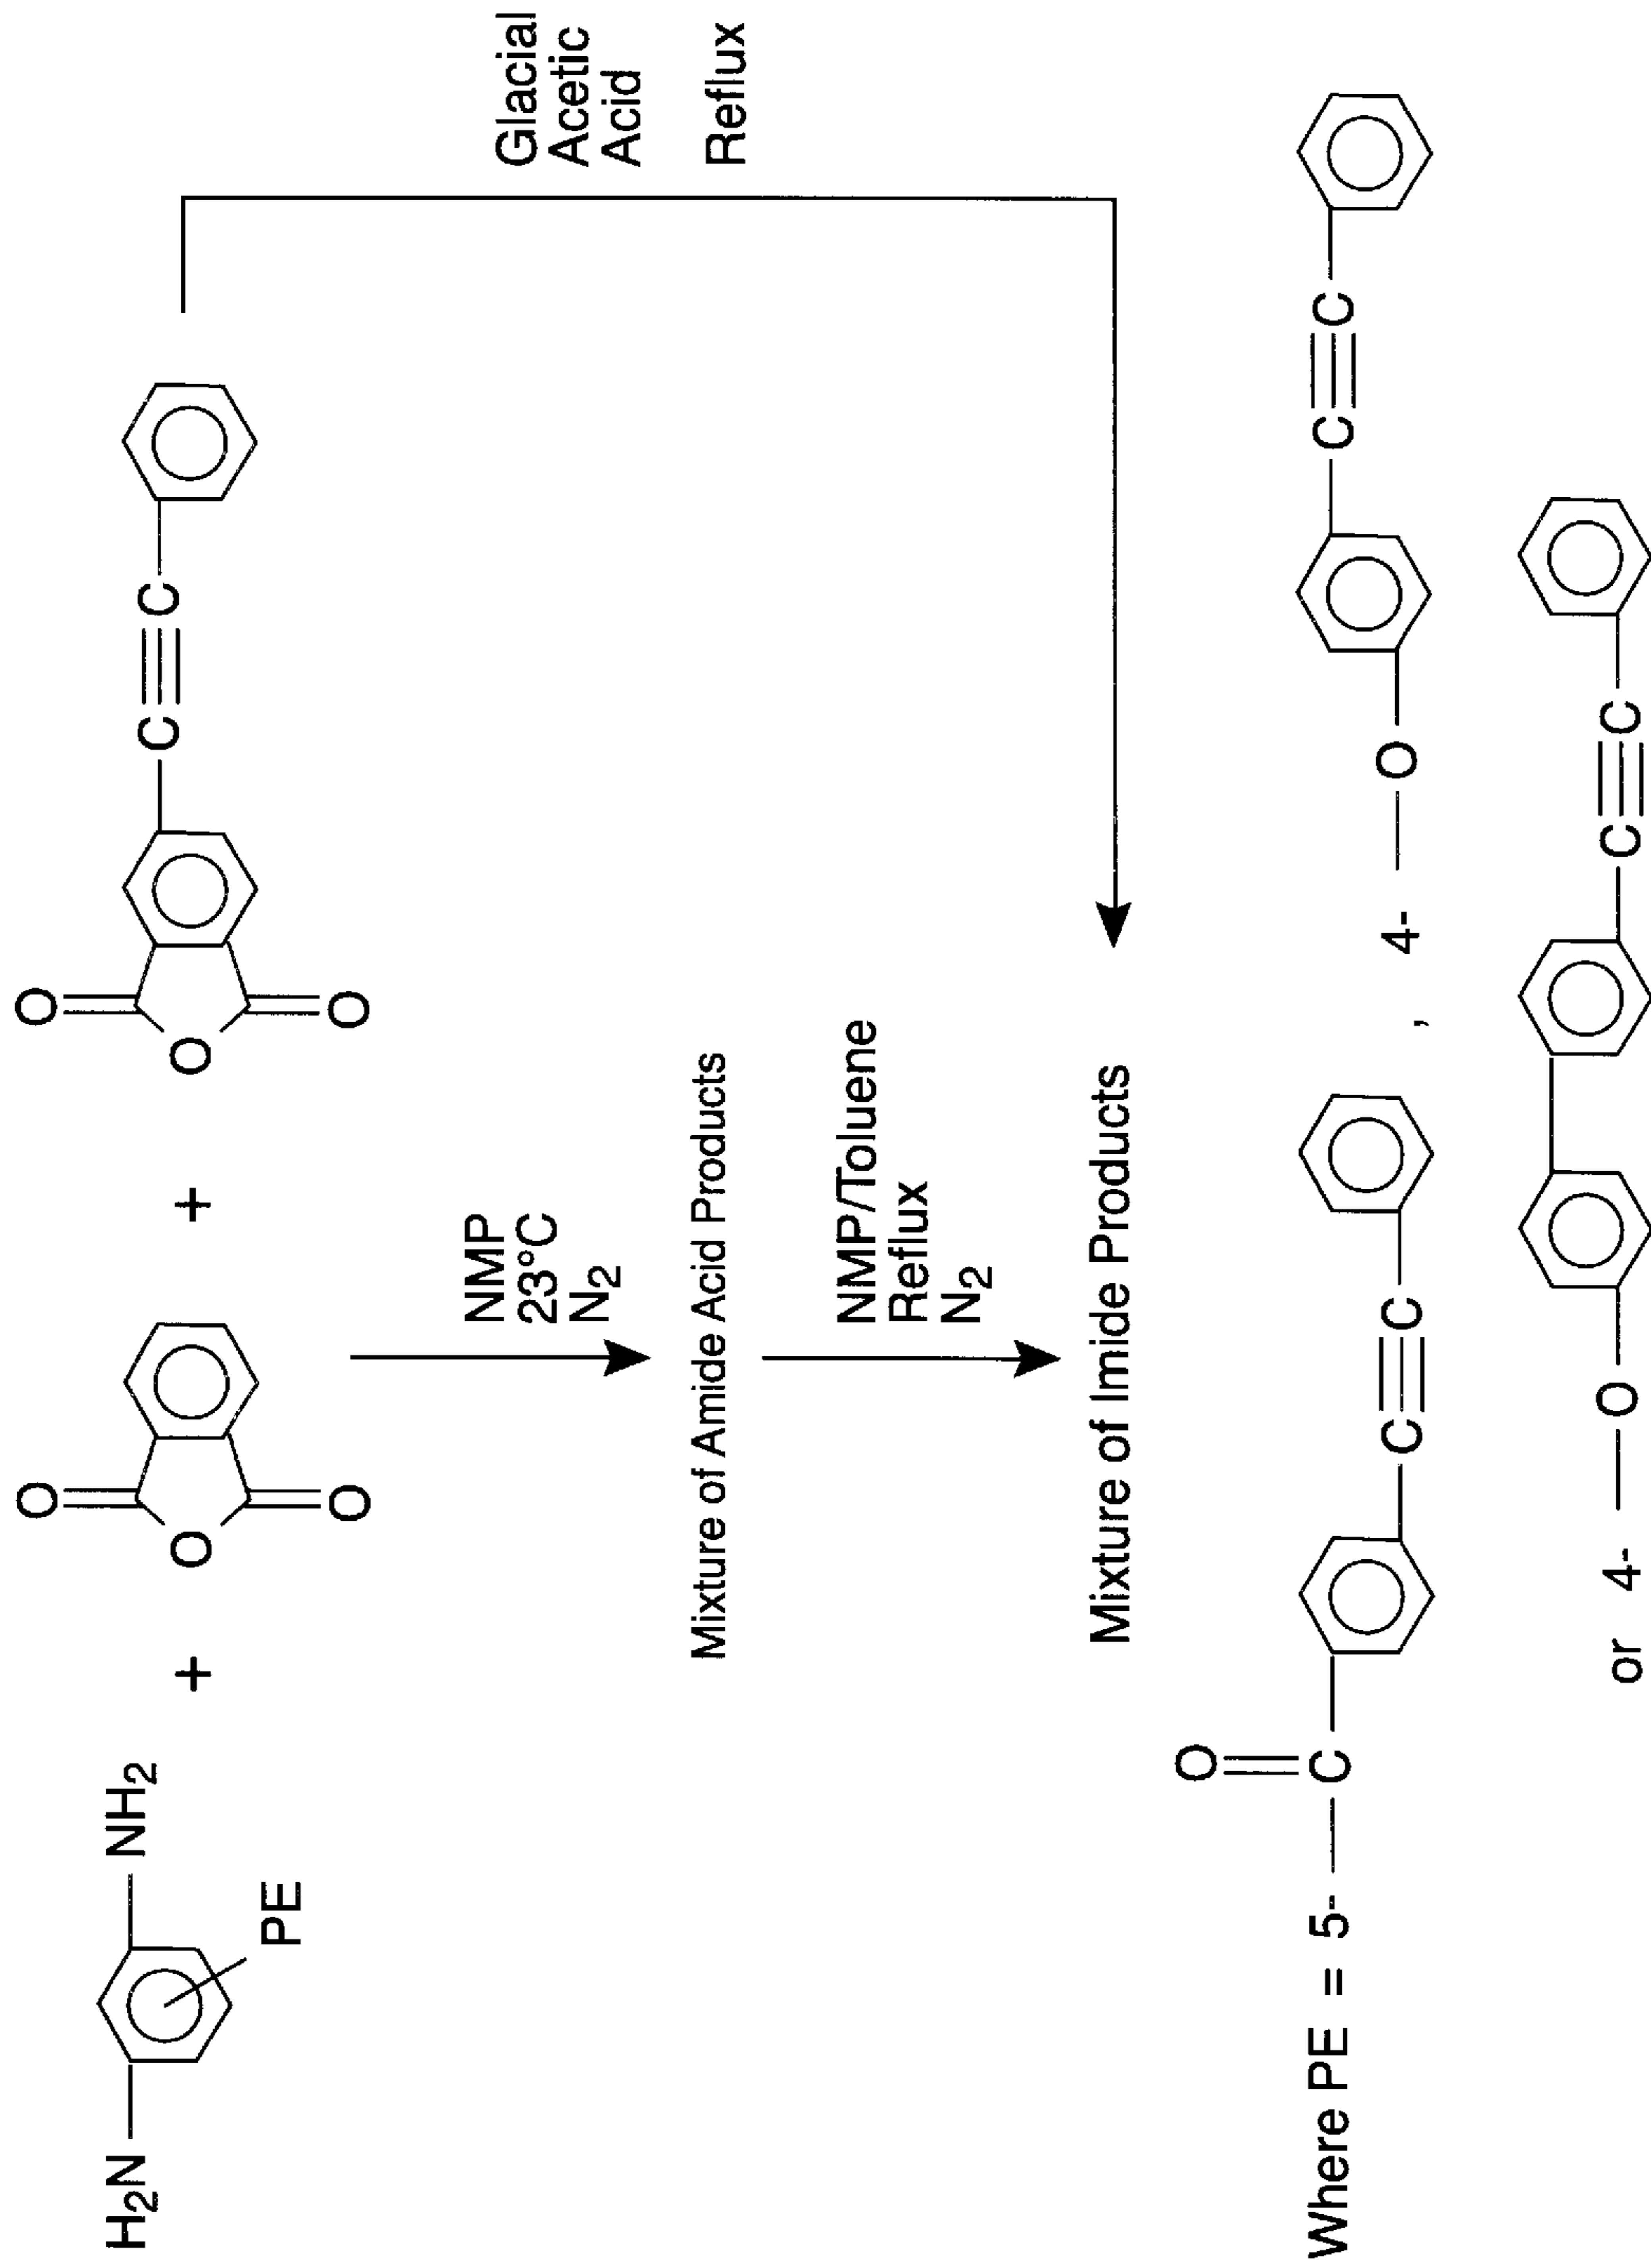 H2N NH2 PE + O O O + O O O C C
NMP
23°C
N2
Glacial
Acetic
Acid
Reflux
Mixture of Amide Acid Products
NMP/Toluene
Reflux
N2
Mixture of Imide Products
Where PE = 5- C O C C , 4- O C C
or 4- O C C